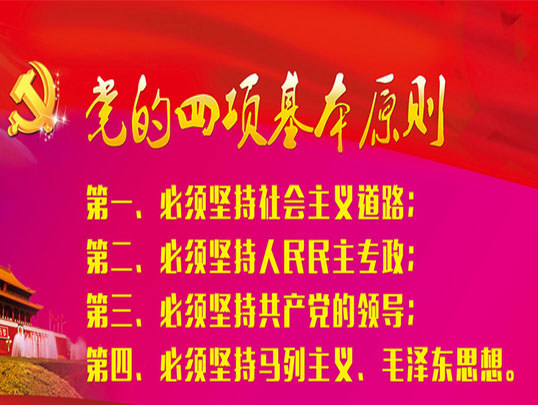 党的四项基本原则
第一、必须坚持社会主义道路；
第二、必须坚持人民民主专政；
第三、必须坚持共产党的领导；
第四、必须坚持马列主义、毛泽东思想。